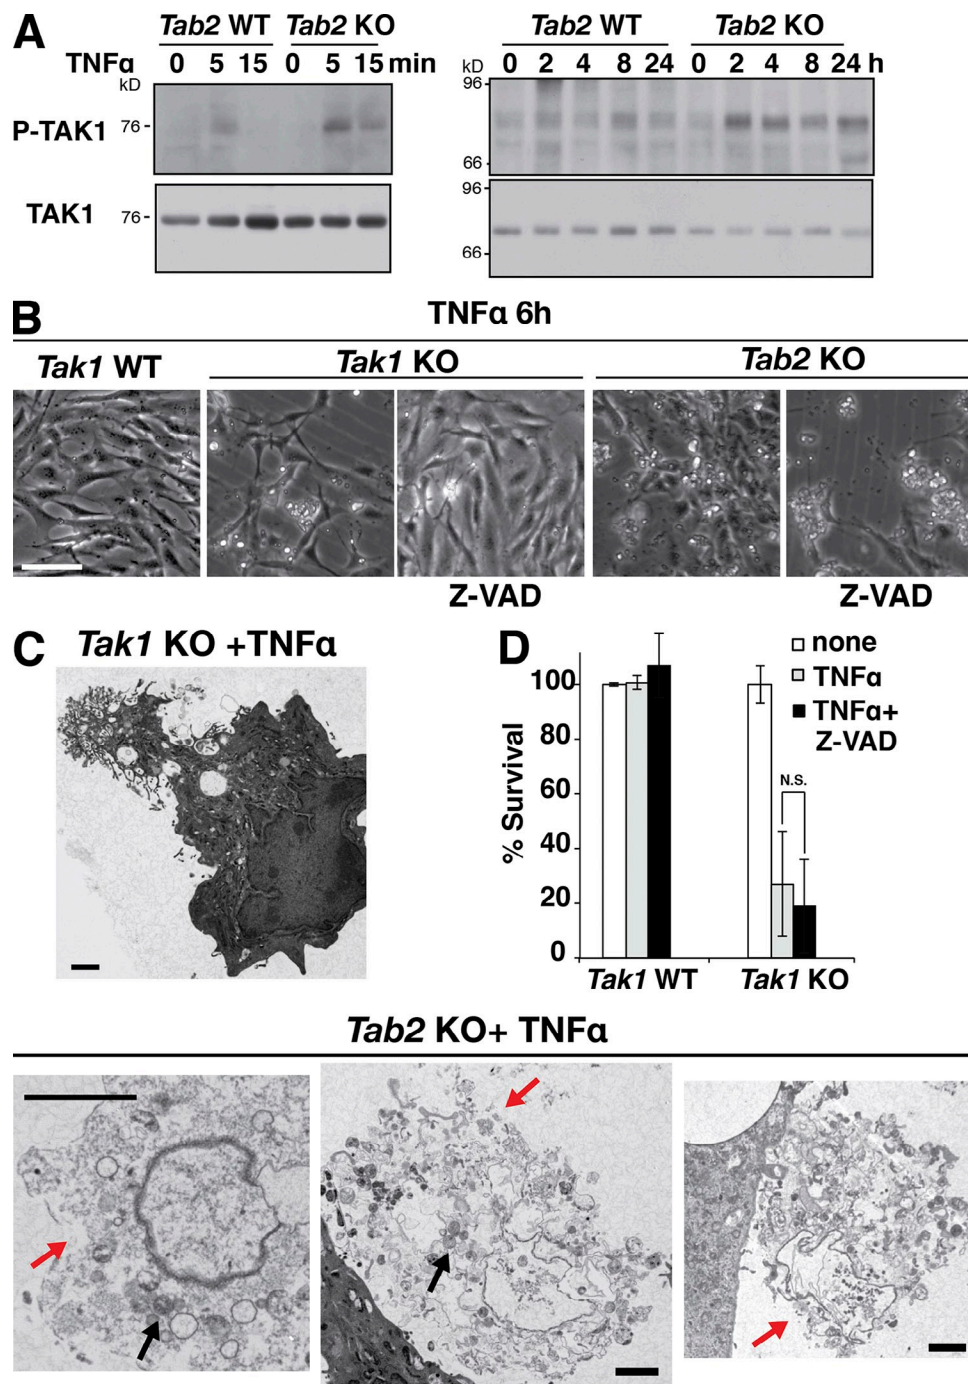 A
Tab2 WT Tab2 KO
TNFα 0 5 15 0 5 15 min
kD
P-TAK1 76
TAK1 76
Tab2 WT Tab2 KO
kD 0 2 4 8 24 0 2 4 8 24 h
96
66
96
66
B
TNFα 6h
Tak1 WT Tak1 KO Tab2 KO
Z-VAD Z-VAD
C
Tak1 KO +TNFα
D
none
TNFα
TNFα+
Z-VAD
% Survival
100
80
60
40
20
0
N.S.
Tak1 WT Tak1 KO
Tab2 KO+ TNFα